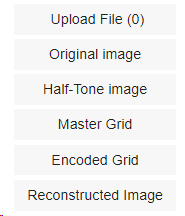 Upload File (0)
Original image
Half-Tone image
Master Grid
Encoded Grid
Reconstructed Image